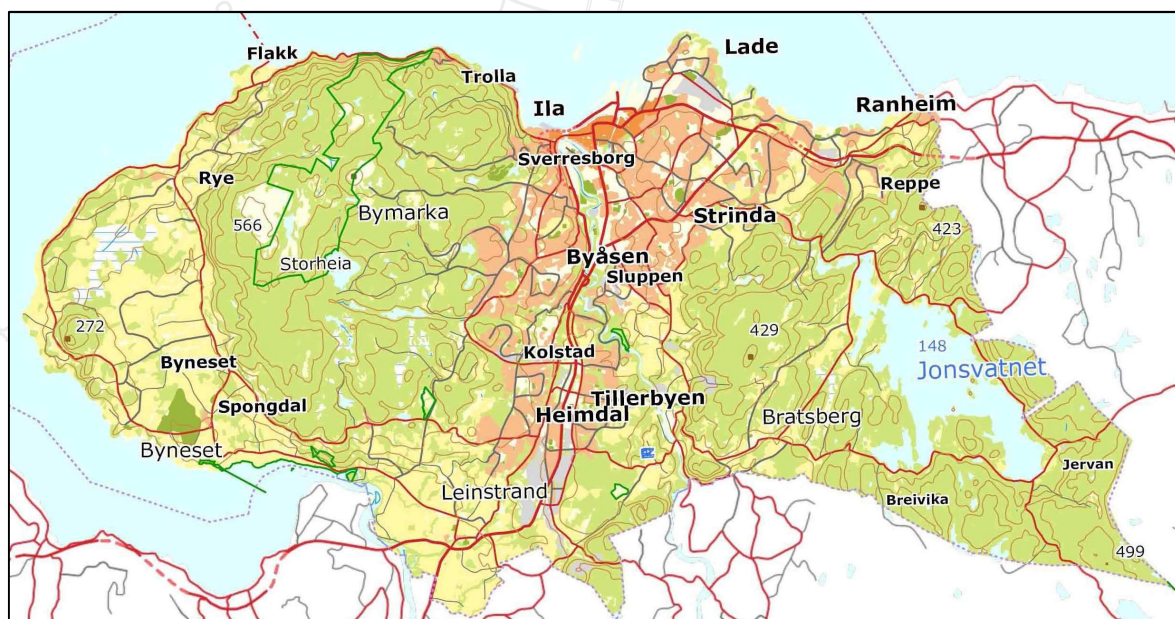 Lade
Flakk
Trolla
Ila
Ranheim
Sverresborg
Rye
Reppe
Bymarka
Strinda
566
423
Byåsen
Storheia
Sluppen
272
429
148
Kolstad
Jonsvatnet
Byneset
Tillerbyen
Spongdal
Heimdal
Bratsberg
Byneset
Jervan
Leinstrand
Breivika
499